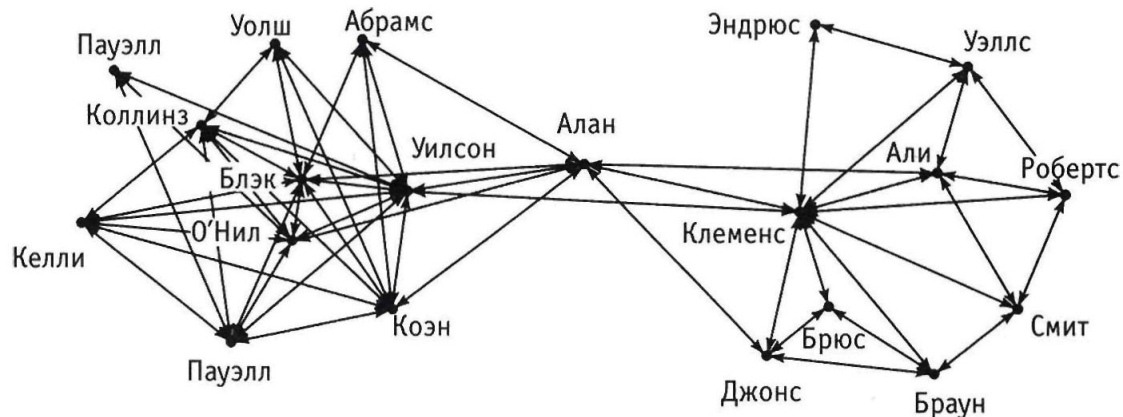 Уолш
Абрамс
Эндрюс
Пауэлл
Уэллс
Коллинз
Алан
Уилсон
Али
Блэк
Робертс
О'Нил
Клеменс
Келли
Коэн
Брюс
Смит
Пауэлл
Джонс
Браун